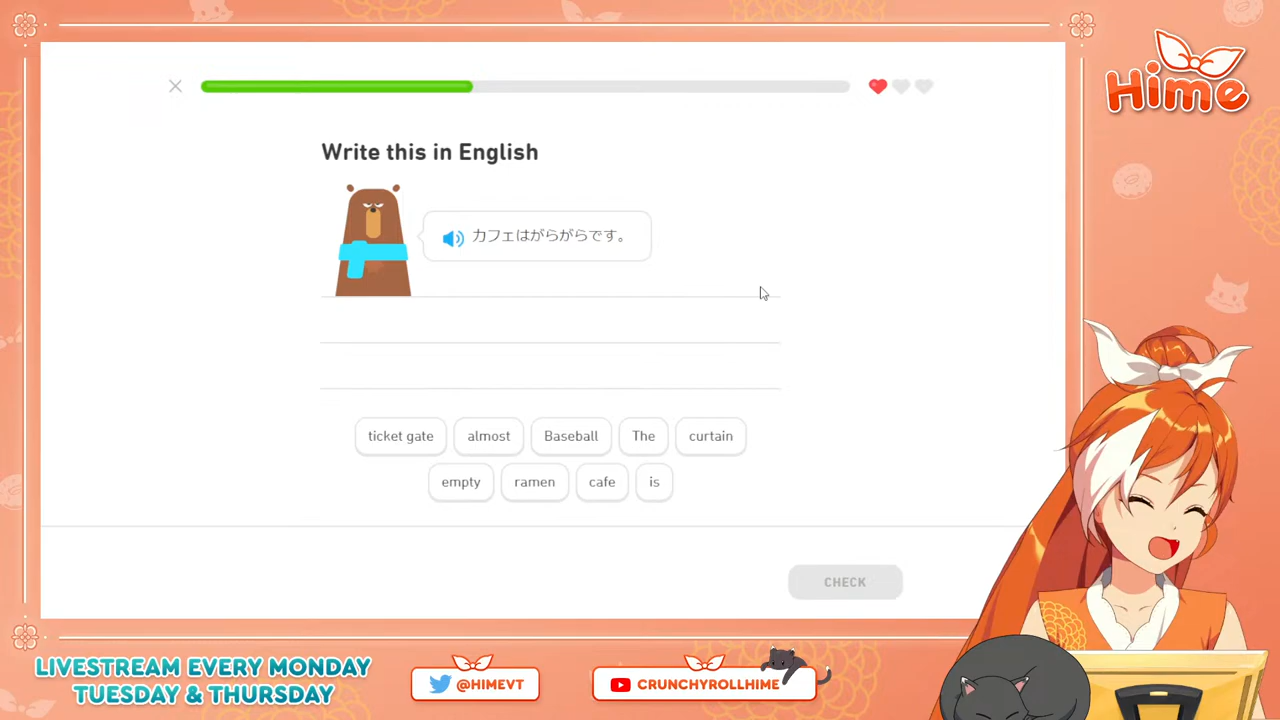 Hime
Write this in English
カフェはがらがらです。
ticket gate almost Baseball The curtain
empty ramen cafe is
CHECK
LIVESTREAM EVERY MONDAY
TUESDAY & THURSDAY
@HIMEVT
CRUNCHYROLLHIME